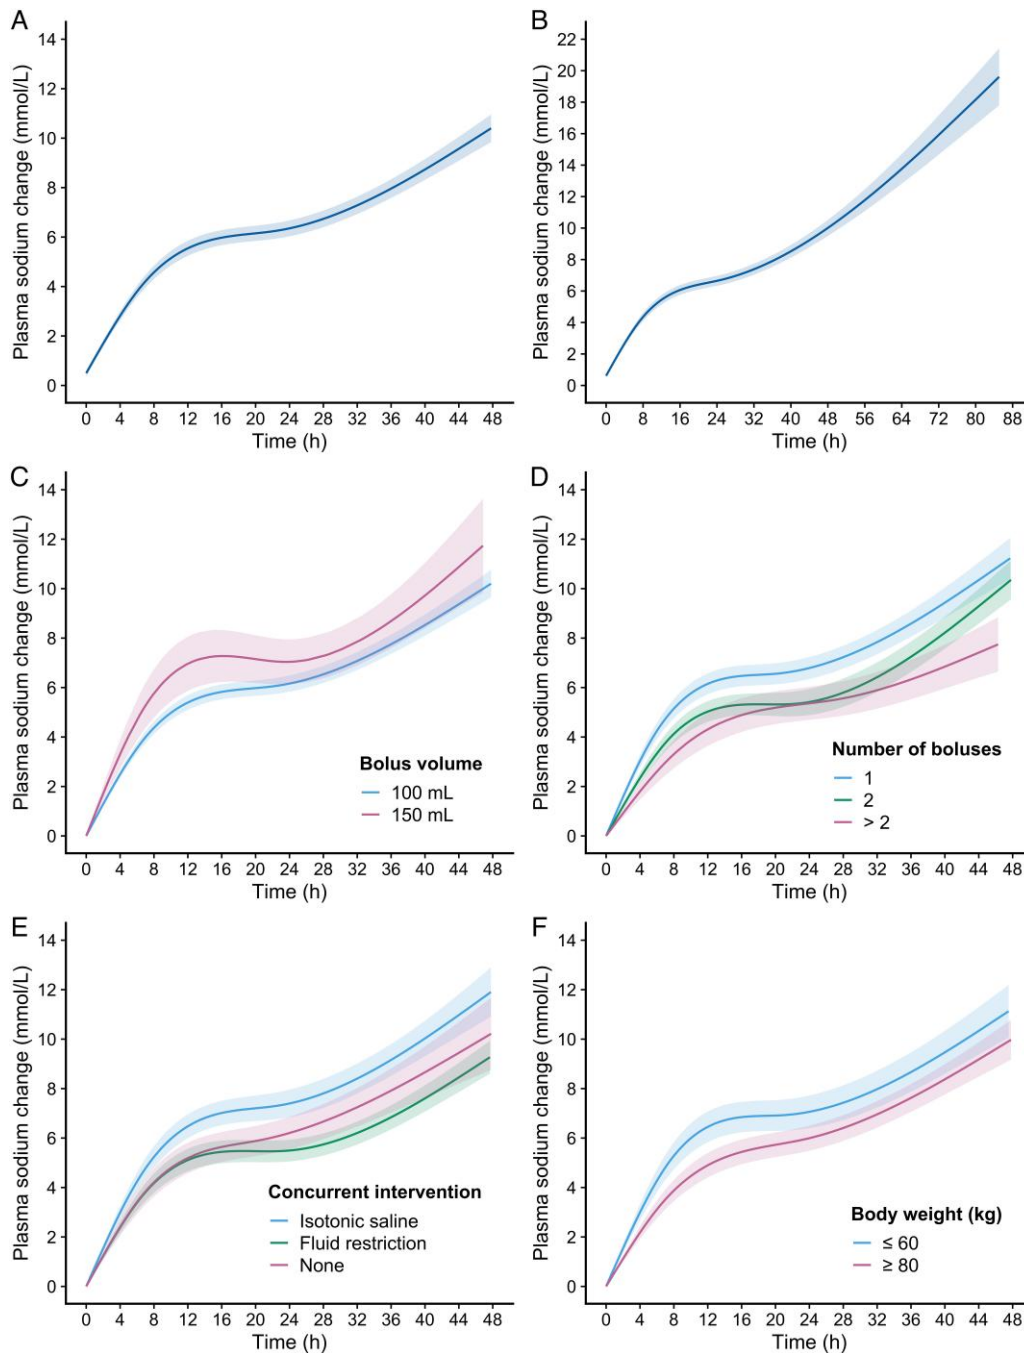 A
Plasma sodium change (mmol/L)
14
12
10
8
6
4
2
0
0 4 8 12 16 20 24 28 32 36 40 44 48
Time (h)
B
Plasma sodium change (mmol/L)
22
20
18
16
14
12
10
8
6
4
2
0
0 8 16 24 32 40 48 56 64 72 80 88
Time (h)
C
Plasma sodium change (mmol/L)
14
12
10
8
6
4
2
0
Bolus volume
100 mL
150 mL
0 4 8 12 16 20 24 28 32 36 40 44 48
Time (h)
D
Plasma sodium change (mmol/L)
14
12
10
8
6
4
2
0
Number of boluses
1
2
> 2
0 4 8 12 16 20 24 28 32 36 40 44 48
Time (h)
E
Plasma sodium change (mmol/L)
14
12
10
8
6
4
2
0
Concurrent intervention
Isotonic saline
Fluid restriction
None
0 4 8 12 16 20 24 28 32 36 40 44 48
Time (h)
F
Plasma sodium change (mmol/L)
14
12
10
8
6
4
2
0
Body weight (kg)
≤ 60
≥ 80
0 4 8 12 16 20 24 28 32 36 40 44 48
Time (h)